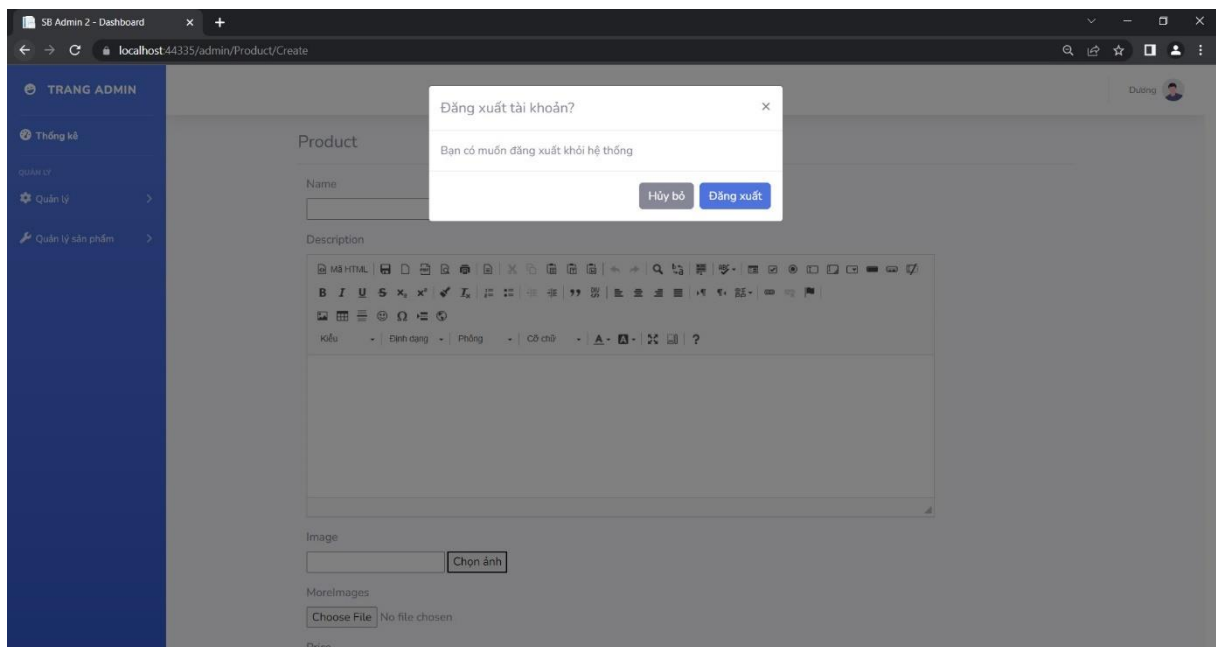 SB Admin 2 - Dashboard
localhost:44335/admin/Product/Create
TRANG ADMIN
Dương
Đăng xuất tài khoản?
Thống kê
Product
Bạn có muốn đăng xuất khỏi hệ thống
QUẢN LÝ
Name
Quản lý
Hủy bỏ Đăng xuất
Quản lý sản phẩm
Description
Mã HTML
Kiểu Định dạng Phông Cỡ chữ
Image
Chọn ảnh
MoreImages
Choose File No file chosen
Price